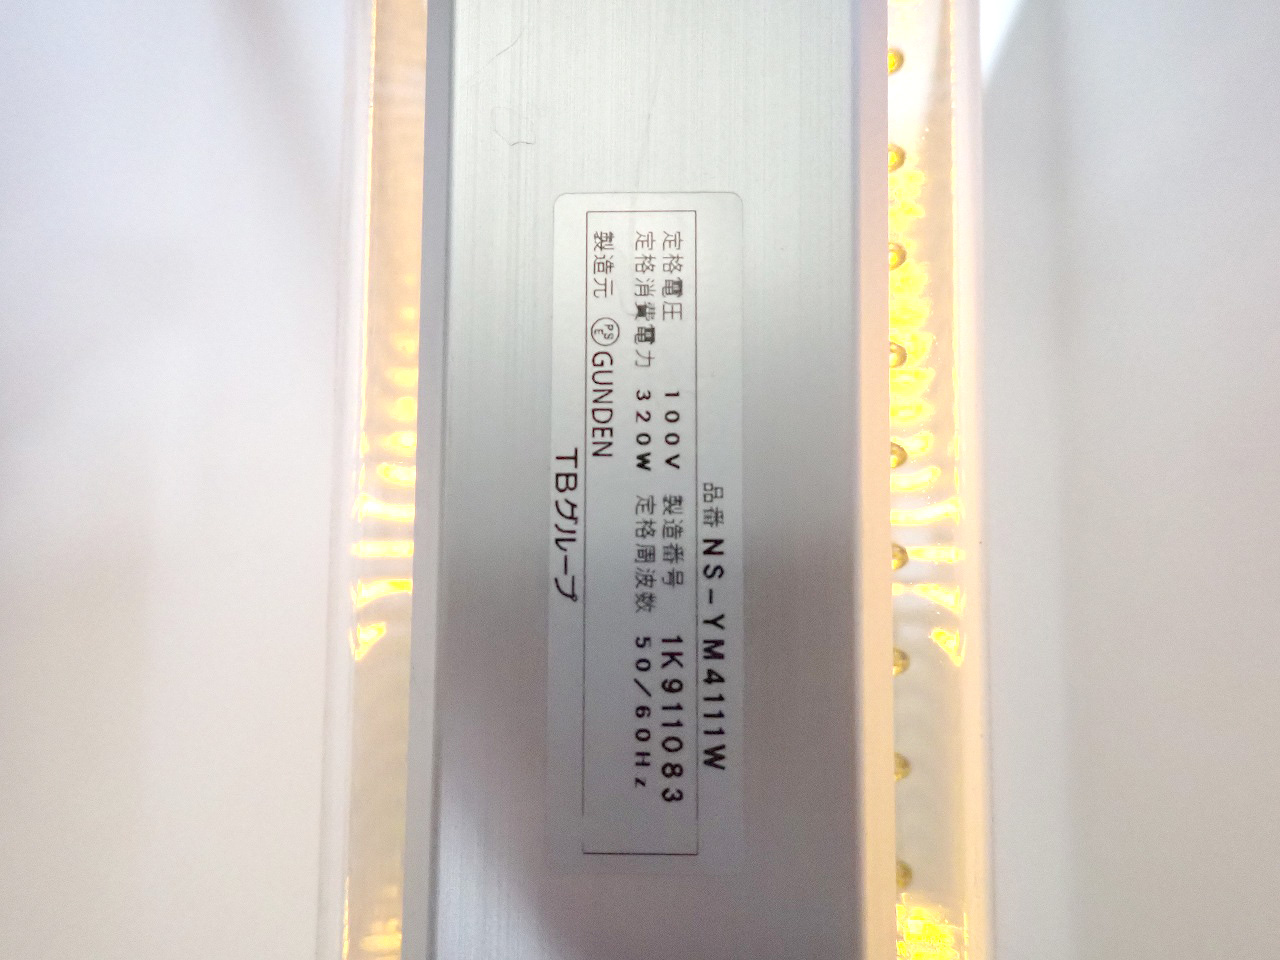 品番 NS-YM4111W
定格電圧 100V 製造番号 1K911083
定格消費電力 320W 定格周波数 50/60Hz
製造元 PSE GUNDEN
TBグループ